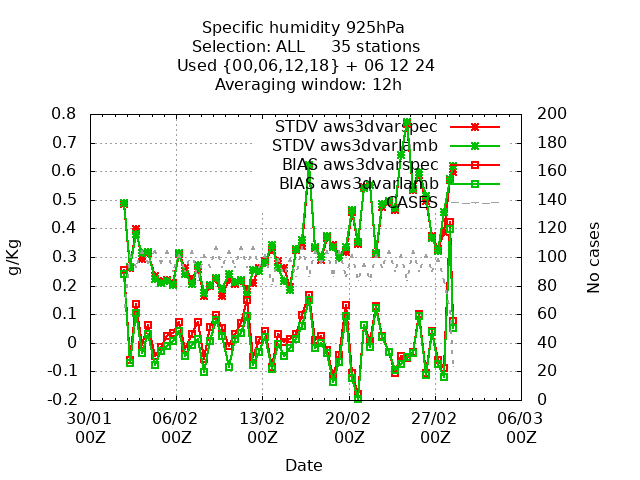 Specific humidity 925hPa
Selection: ALL     35 stations
Used {00,06,12,18} + 06 12 24
Averaging window: 12h
STDV aws3dvarspec
STDV aws3dvarlamb
BIAS aws3dvarspec
BIAS aws3dvarlamb
CASES
g/Kg
0.8
0.7
0.6
0.5
0.4
0.3
0.2
0.1
0
-0.1
-0.2
200
180
160
140
120
100
80
60
40
20
0
No cases
30/01 06/02 13/02 20/02 27/02 06/03
00Z 00Z 00Z 00Z 00Z 00Z
Date